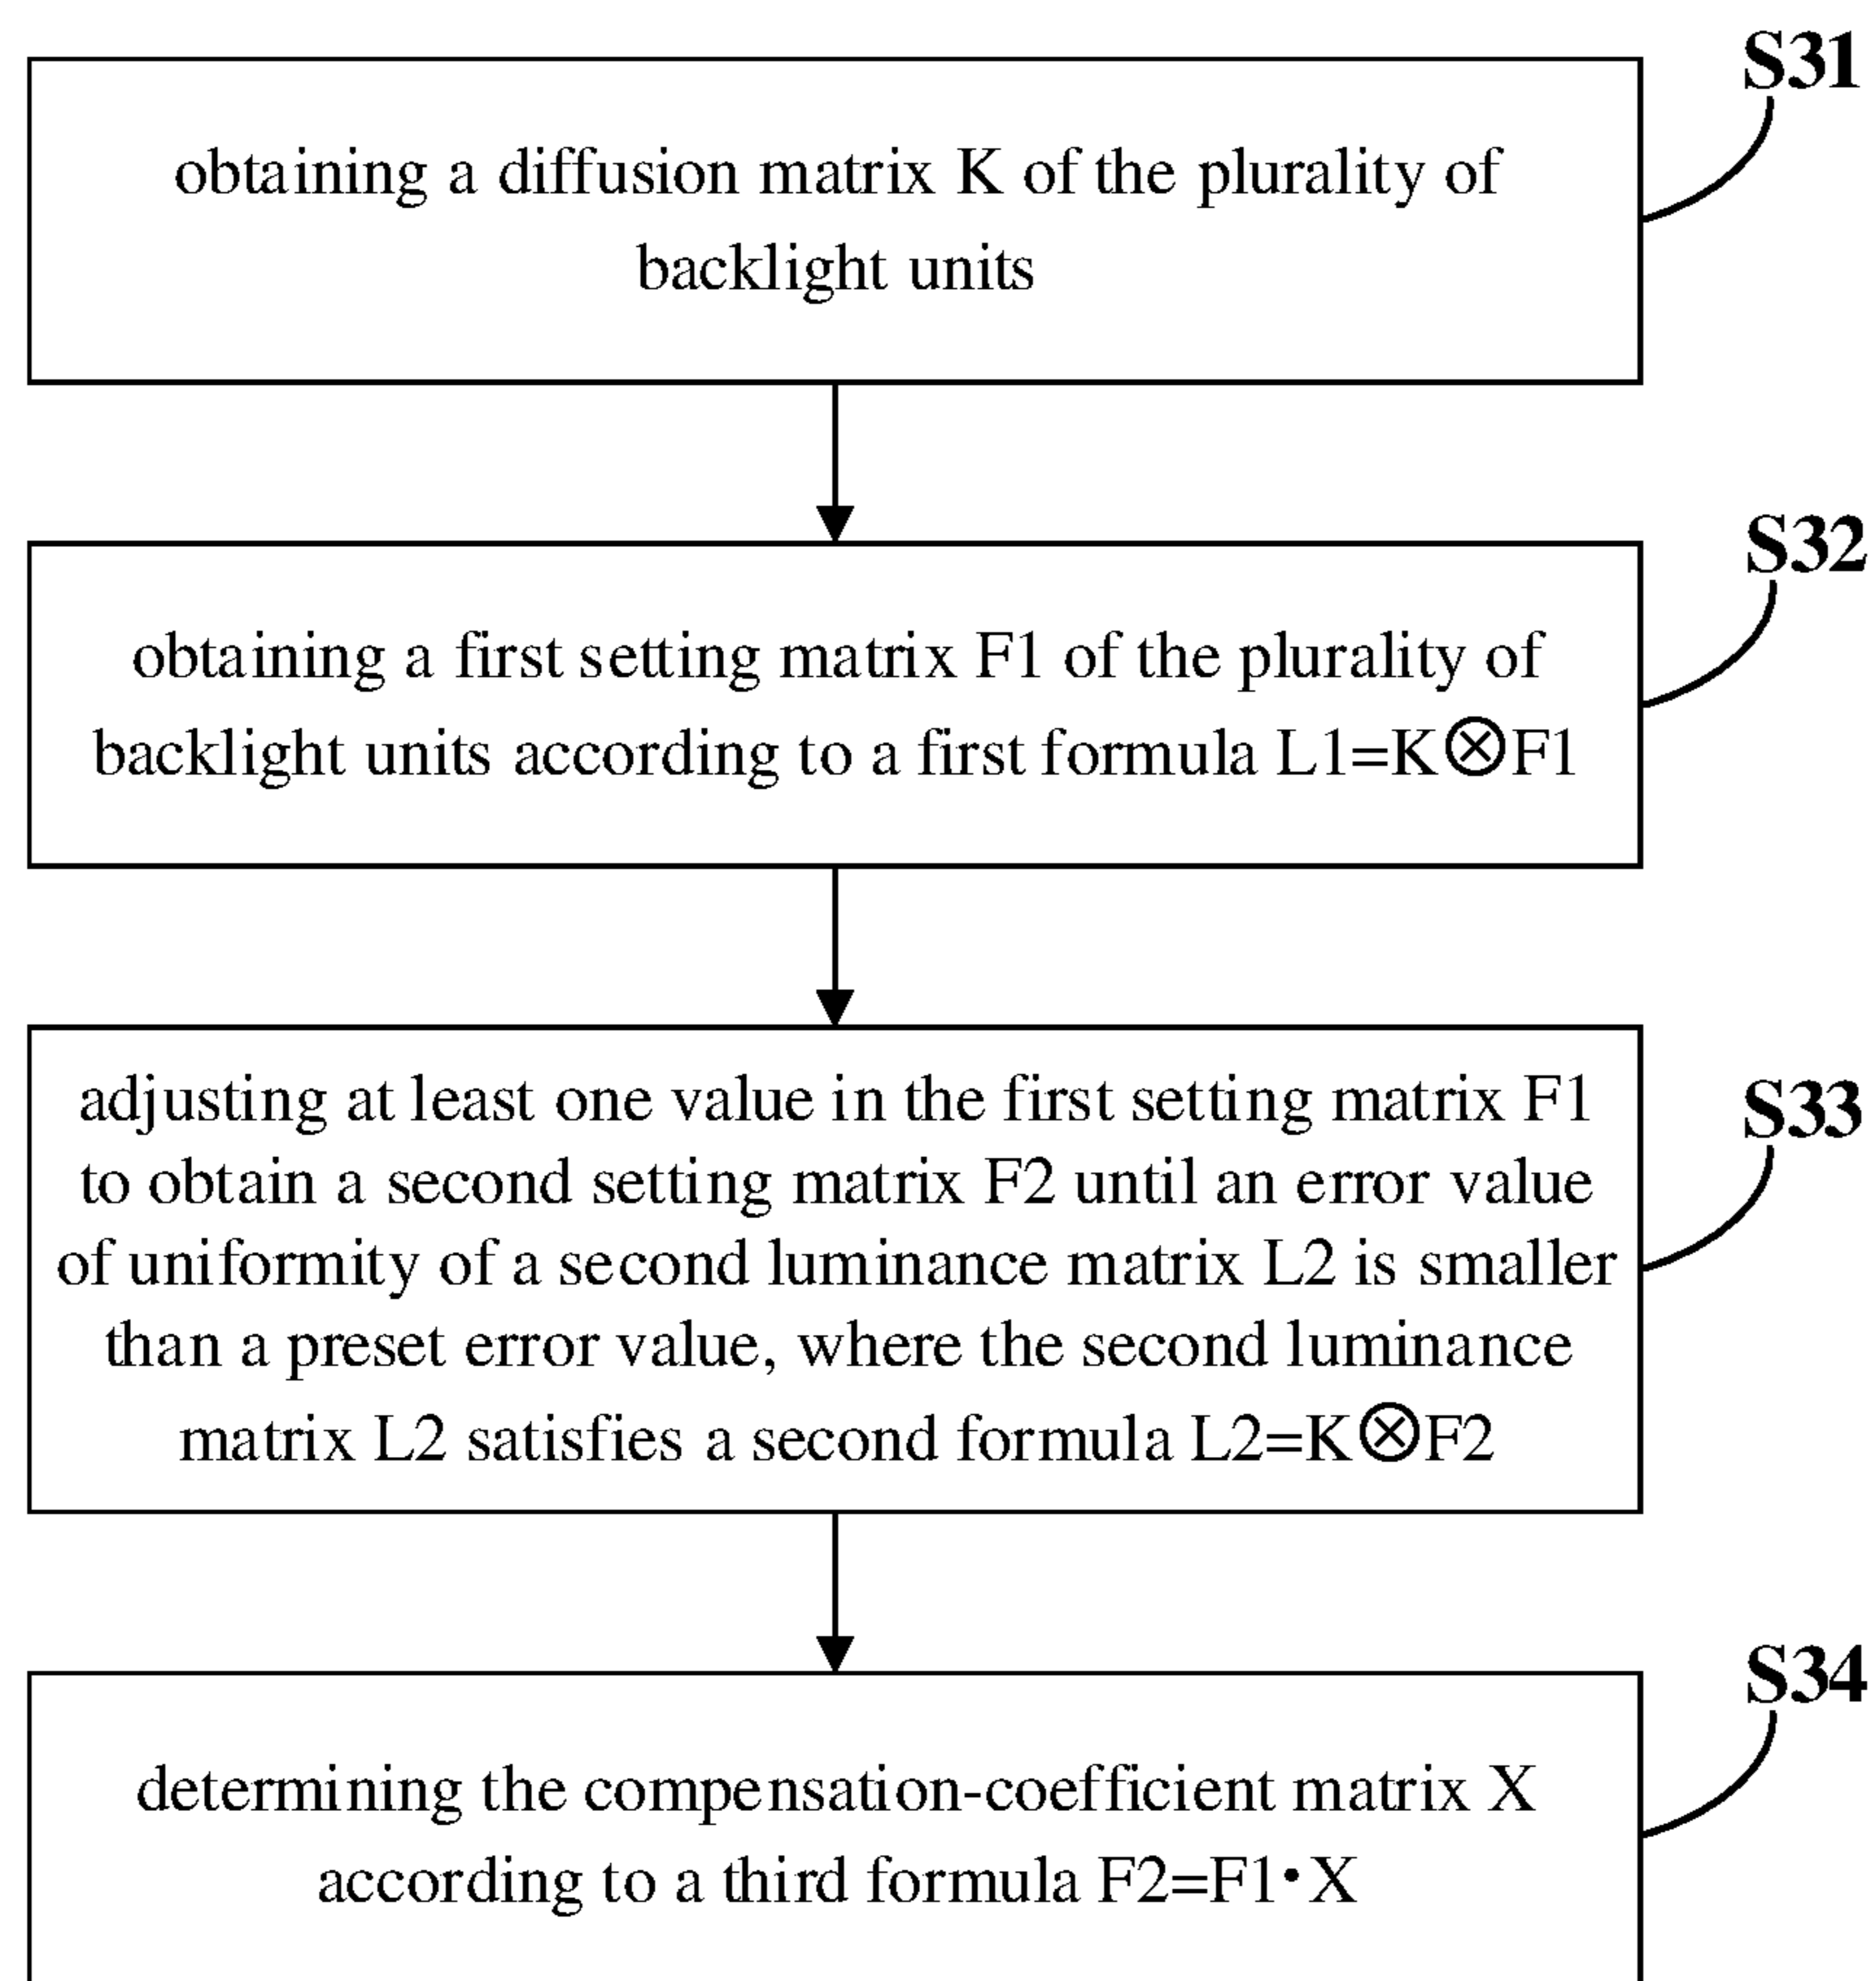 S31
obtaining a diffusion matrix K of the plurality of
backlight units
S32
obtaining a first setting matrix F1 of the plurality of
backlight units according to a first formula L1=K⊗F1
S33
adjusting at least one value in the first setting matrix F1
to obtain a second setting matrix F2 until an error value
of uniformity of a second luminance matrix L2 is smaller
than a preset error value, where the second luminance
matrix L2 satisfies a second formula L2=K⊗F2
S34
determining the compensation-coefficient matrix X
according to a third formula F2=F1•X